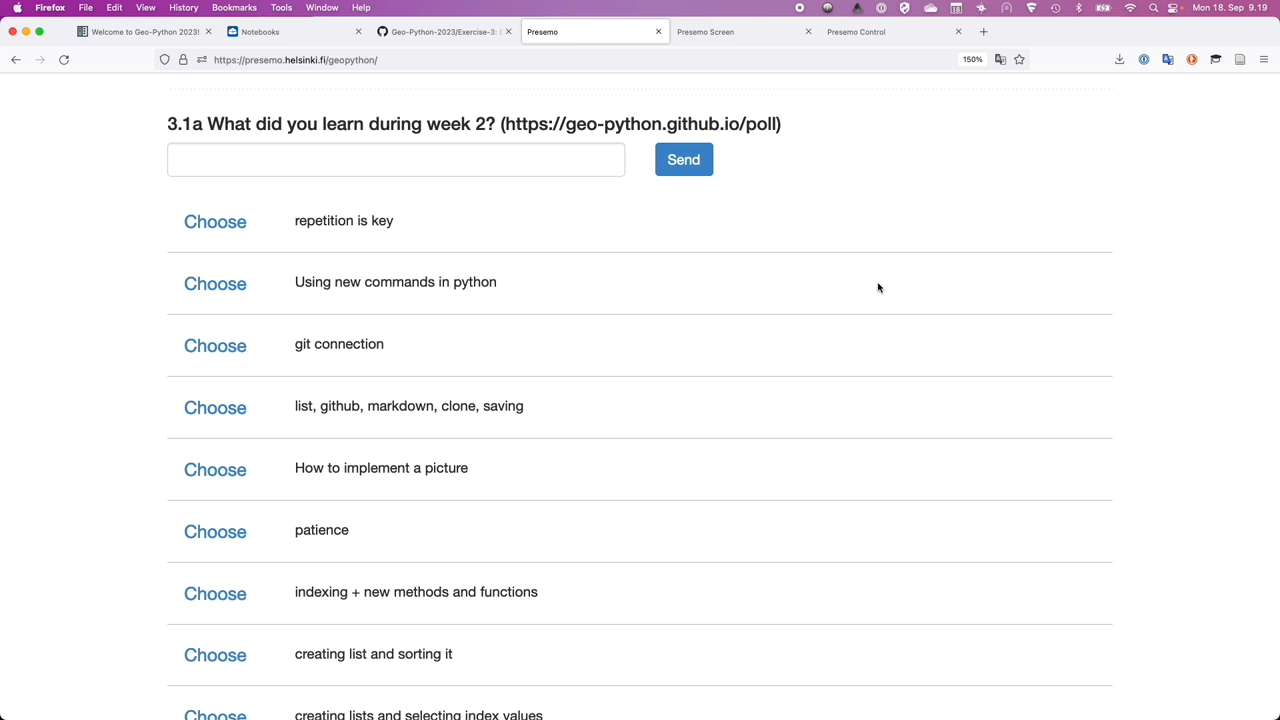 Firefox File Edit View History Bookmarks Tools Window Help Mon 18. Sep 9.19
Welcome to Geo-Python 2023! Notebooks Geo-Python-2023/Exercise-3: Presemo Presemo Screen Presemo Control
https://presemo.helsinki.fi/geopython/ 150%
3.1a What did you learn during week 2? (https://geo-python.github.io/poll)
Send
Choose repetition is key
Choose Using new commands in python
Choose git connection
Choose list, github, markdown, clone, saving
Choose How to implement a picture
Choose patience
Choose indexing + new methods and functions
Choose creating list and sorting it
Choose creating lists and selecting index values